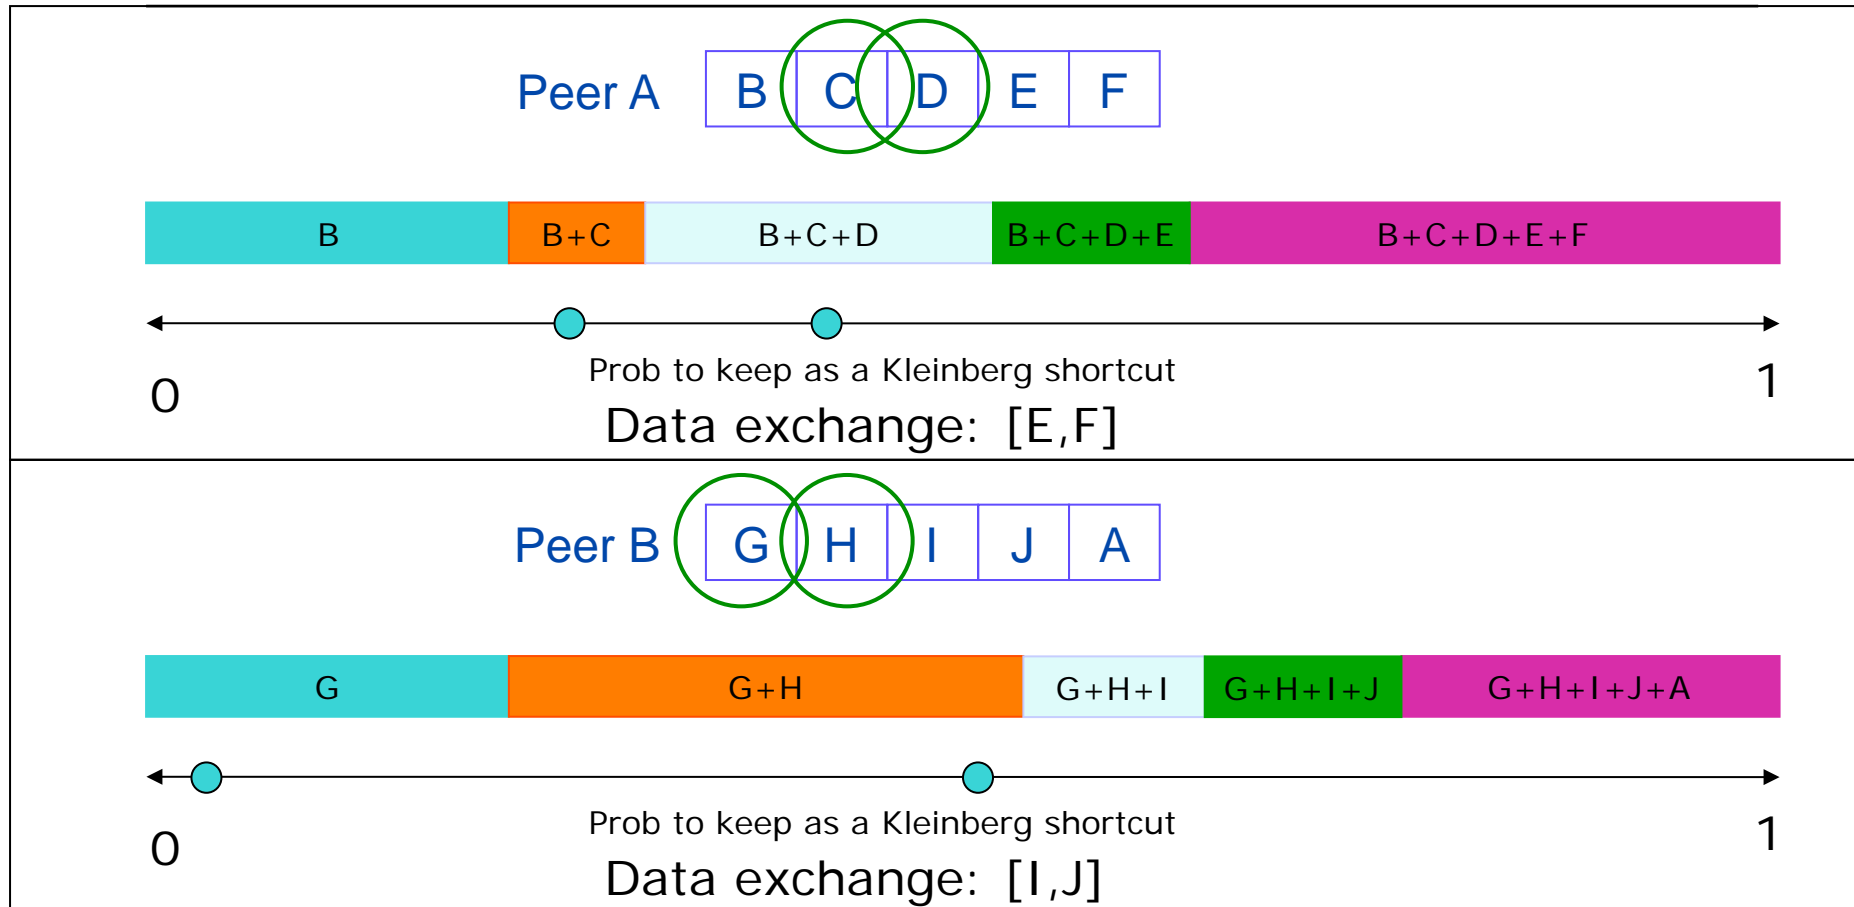 Peer A B C D E F
B B+C B+C+D B+C+D+E B+C+D+E+F
Prob to keep as a Kleinberg shortcut
0 1
Data exchange: [E,F]
Peer B G H I J A
G G+H G+H+I G+H+I+J G+H+I+J+A
Prob to keep as a Kleinberg shortcut
0 1
Data exchange: [I,J]